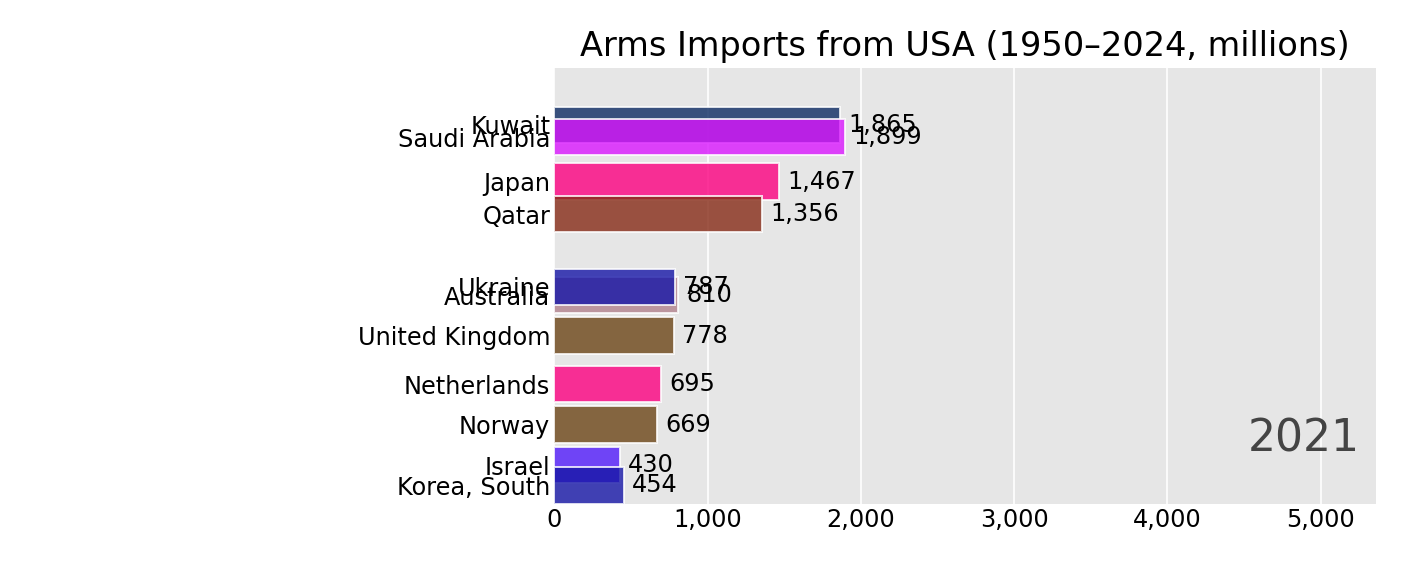 Arms Imports from USA (1950–2024, millions)
Kuwait 1,865
Saudi Arabia 1,899
Japan 1,467
Qatar 1,356
Ukraine 787
Australia 810
United Kingdom 778
Netherlands 695
Norway 669
Israel 430
Korea, South 454
2021
0 1,000 2,000 3,000 4,000 5,000